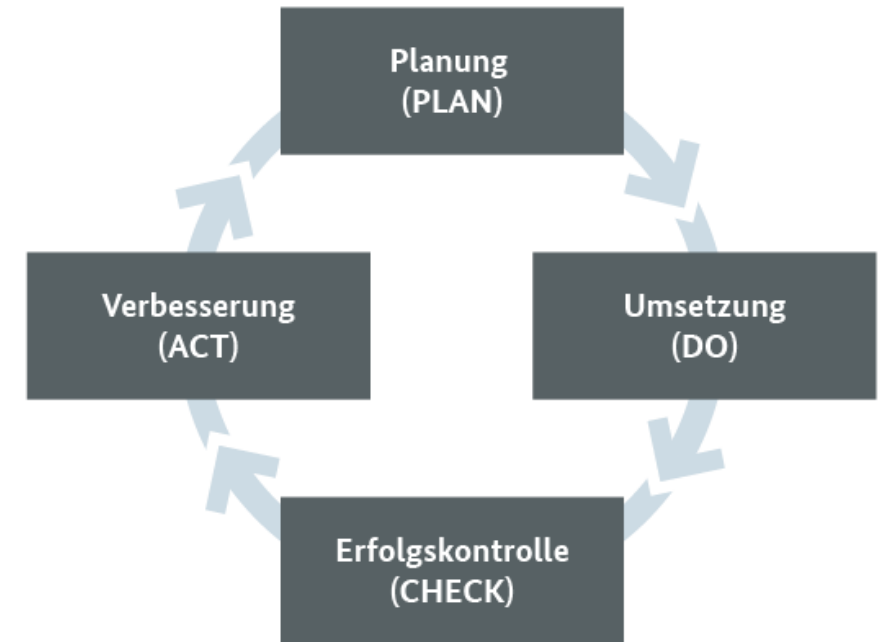 Planung
(PLAN)
Verbesserung
(ACT)
Umsetzung
(DO)
Erfolgskontrolle
(CHECK)